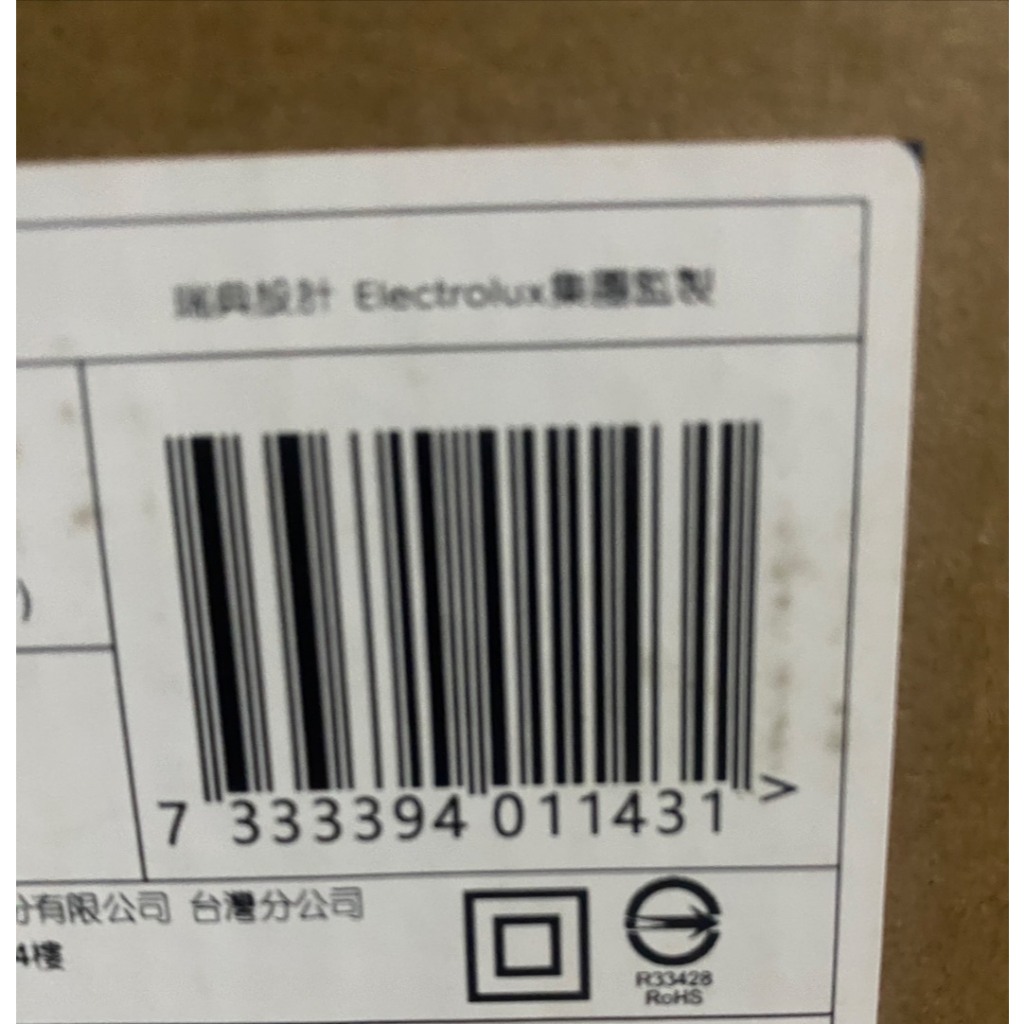 瑞典設計 Electrolux集團監製
)
7 333394 011431 >
份有限公司 台灣分公司
4樓
R33428
RoHS